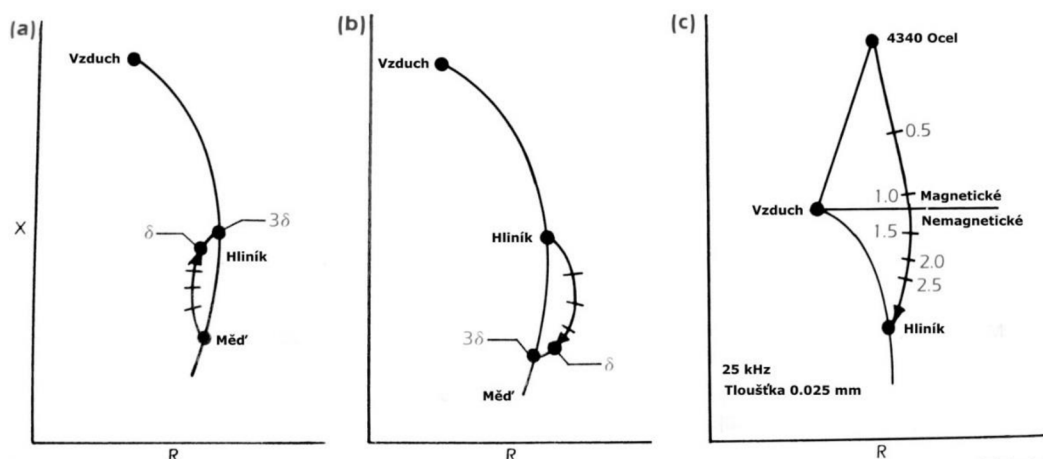 (a)
Vzduch
3δ
δ
Hliník
Měď
X
R
(b)
Vzduch
Hliník
3δ
δ
Měď
R
(c)
4340 Ocel
0.5
1.0
Magnetické
Vzduch
Nemagnetické
1.5
2.0
2.5
Hliník
25 kHz
Tloušťka 0.025 mm
R